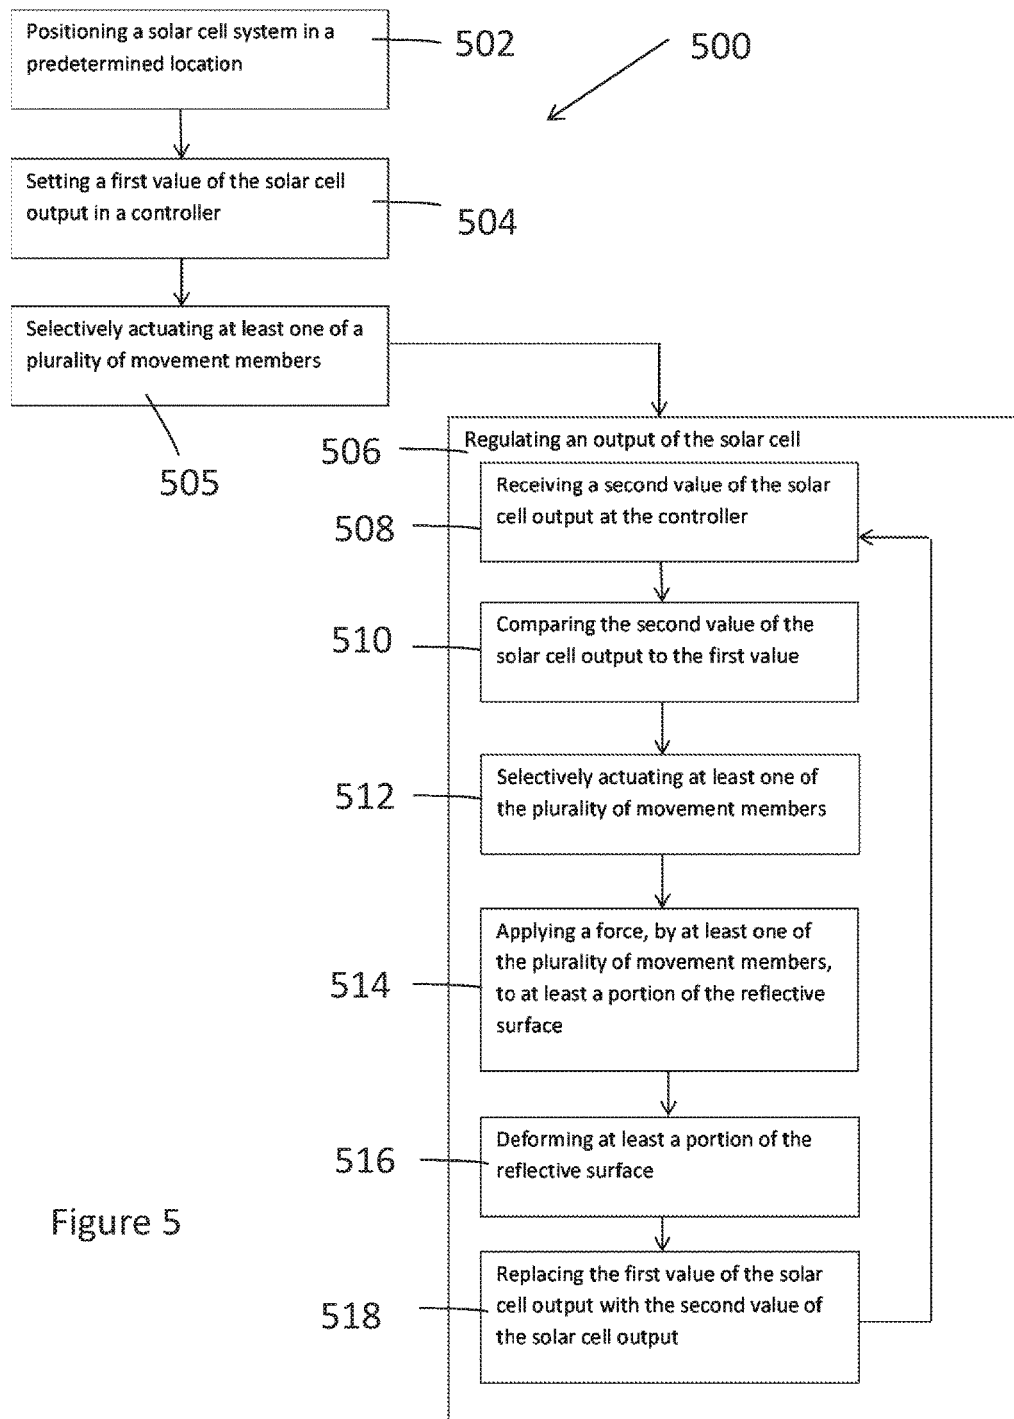 Positioning a solar cell system in a
predetermined location
502
500
Setting a first value of the solar cell
output in a controller
504
Selectively actuating at least one of a
plurality of movement members
505
506
Regulating an output of the solar cell
Receiving a second value of the solar
cell output at the controller
508
Comparing the second value of the
solar cell output to the first value
510
Selectively actuating at least one of
the plurality of movement members
512
Applying a force, by at least one of
the plurality of movement members,
to at least a portion of the reflective
surface
514
Deforming at least a portion of the
reflective surface
516
Replacing the first value of the solar
cell output with the second value of
the solar cell output
518
Figure 5